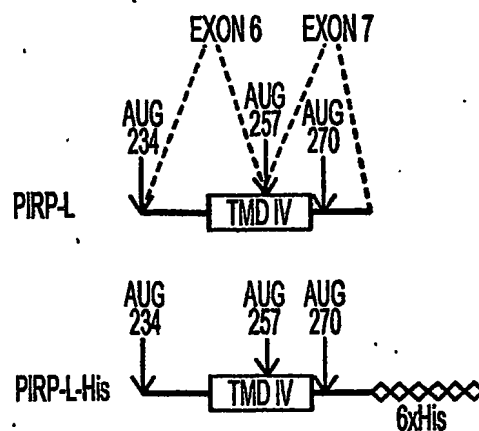 EXON 6 EXON 7
AUG 234 AUG 257 AUG 270
PIRP-L TMD IV
AUG 234 AUG 257 AUG 270
PIRP-L-His TMD IV
6xHis